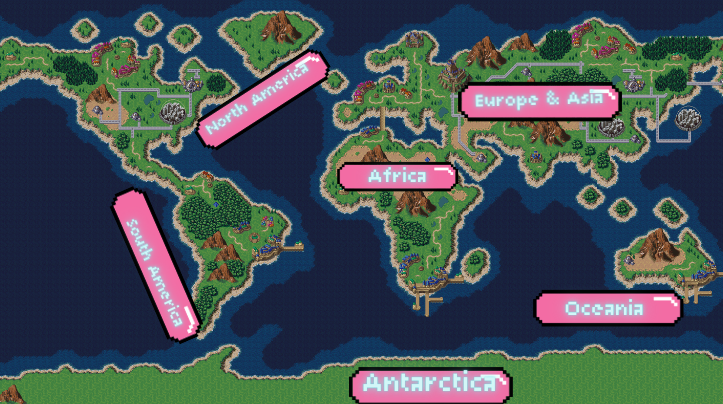 North America
Europe & Asia
Africa
South America
Oceania
Antarctica